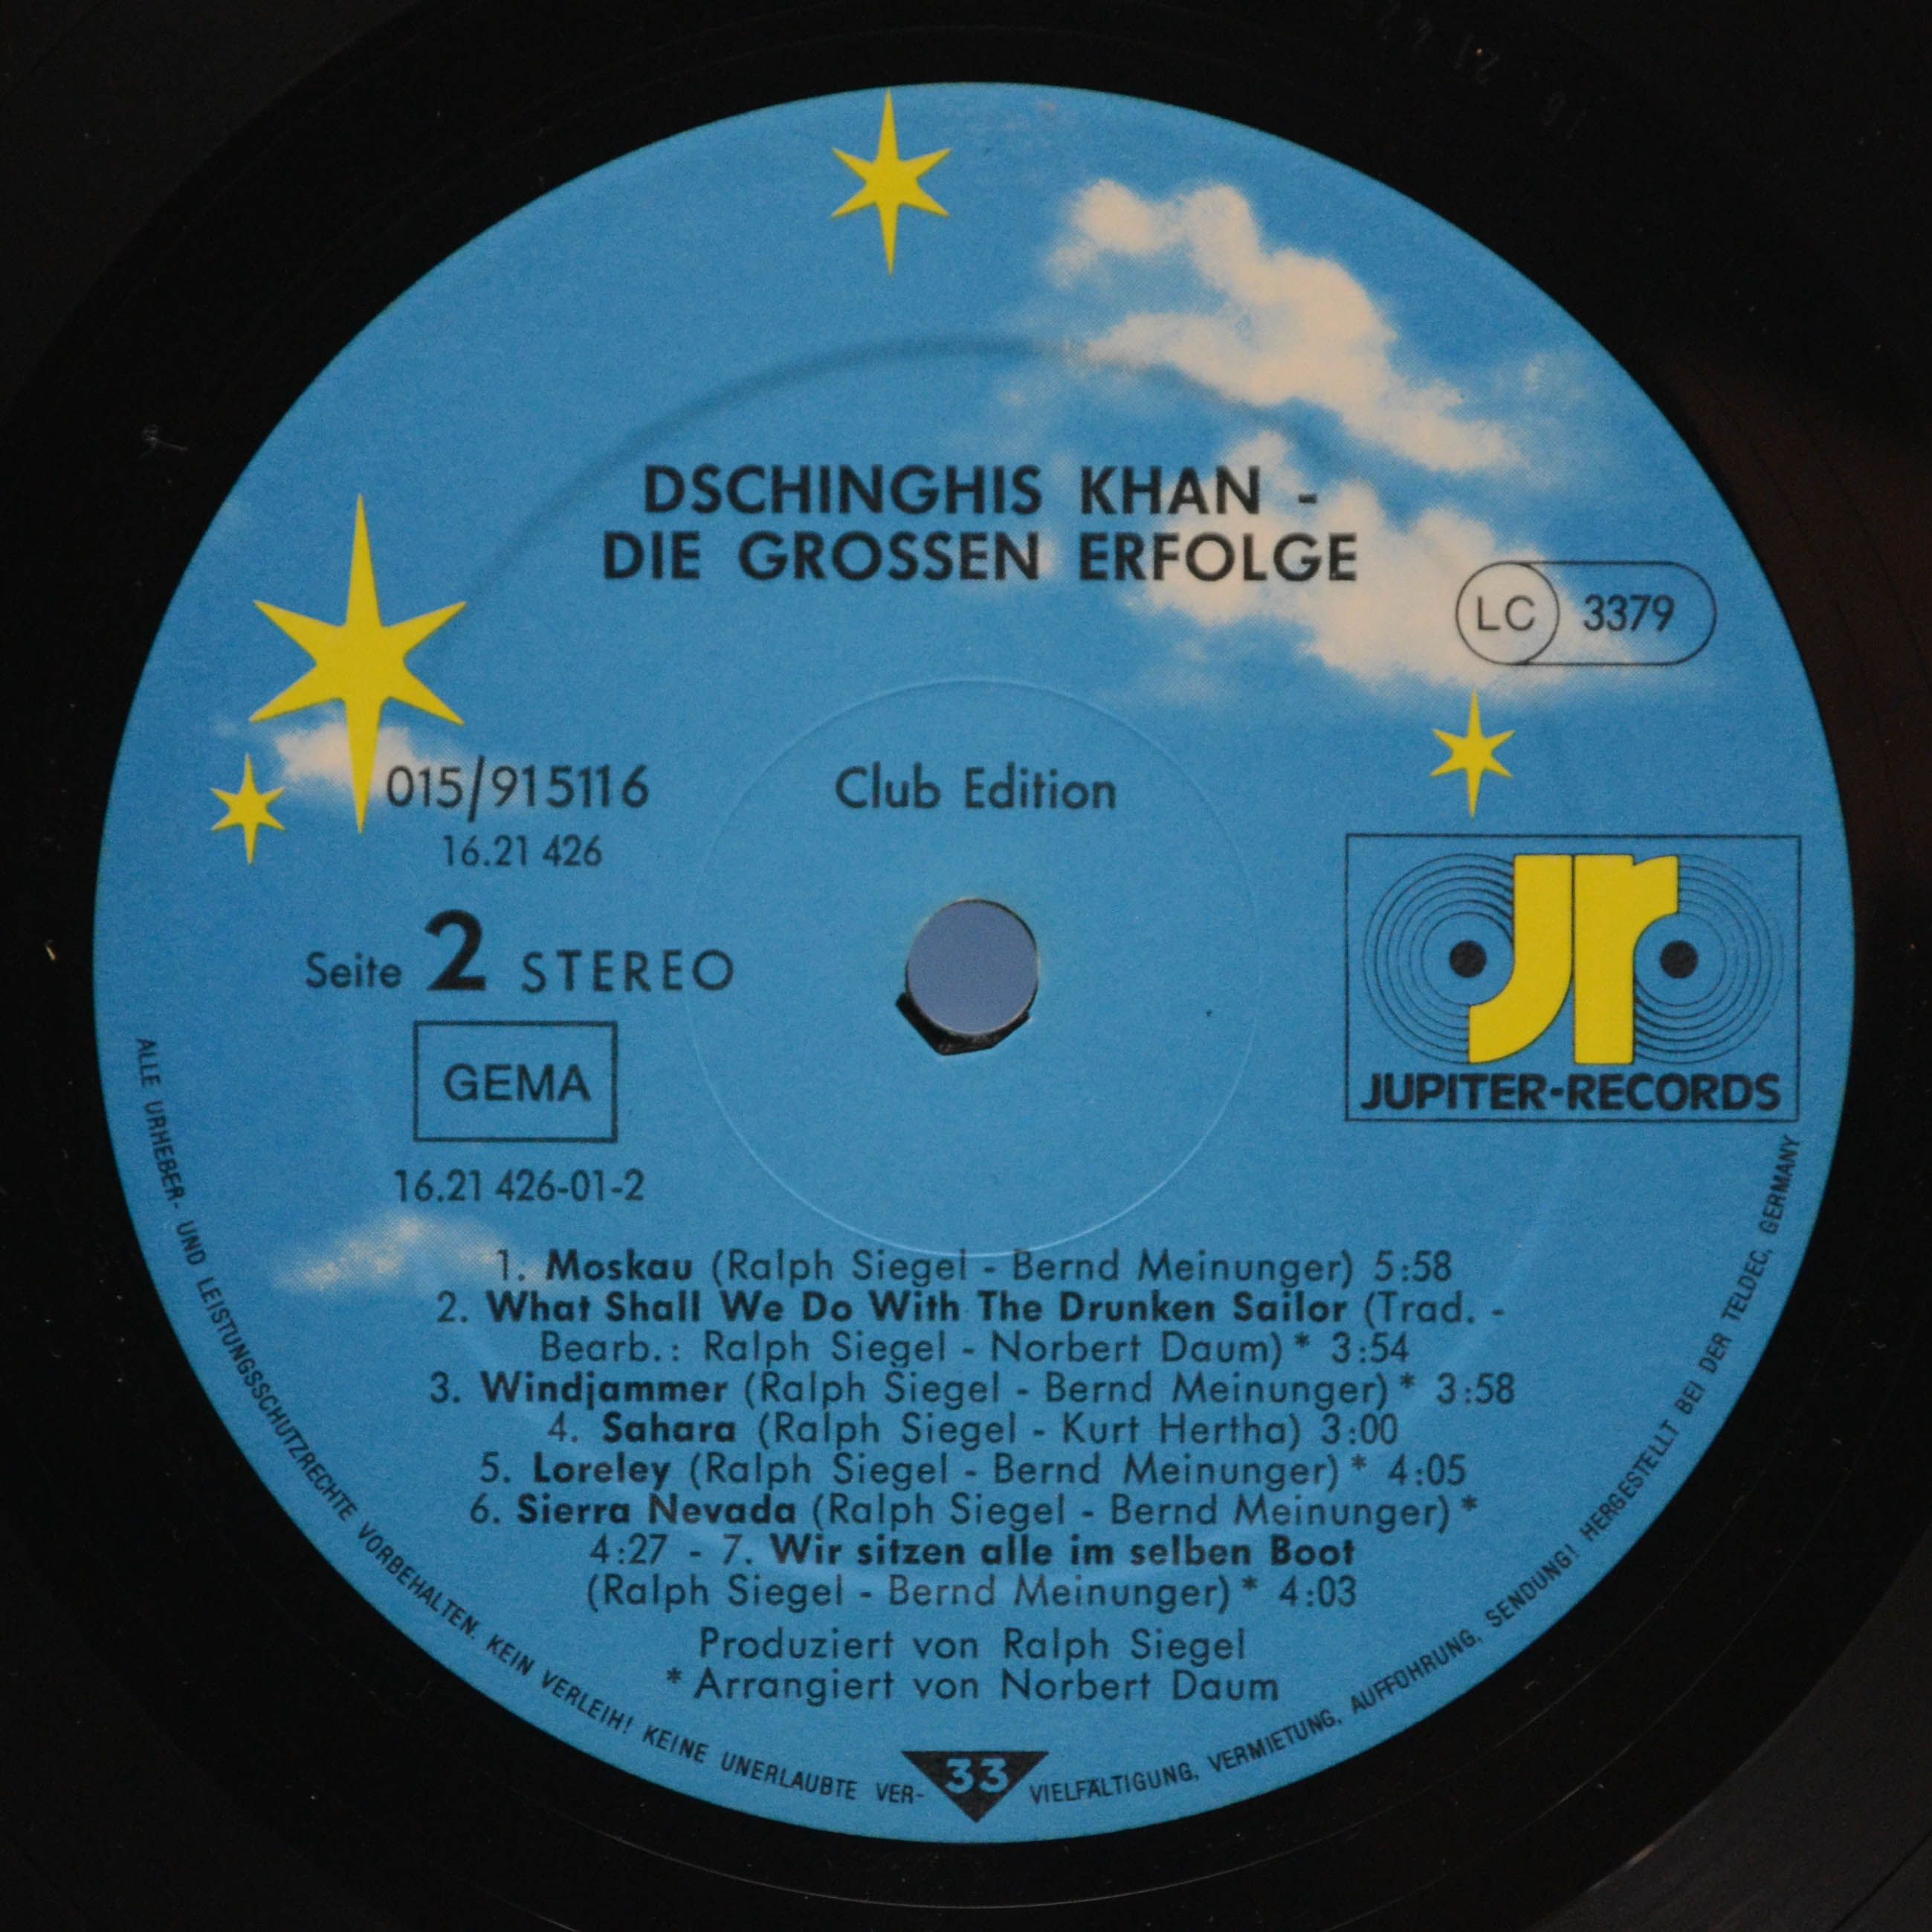 DSCHINGHIS KHAN -
DIE GROSSEN ERFOLGE
LC 3379
015/915116
Club Edition
16.21 426
Seite 2 STEREO
GEMA
16.21 426-01-2
jr
JUPITER-RECORDS
1. Moskau (Ralph Siegel - Bernd Meinunger) 5:58
2. What Shall We Do With The Drunken Sailor (Trad. -
Bearb.: Ralph Siegel - Norbert Daum) * 3:54
3. Windjammer (Ralph Siegel - Bernd Meinunger) * 3:58
4. Sahara (Ralph Siegel - Kurt Hertha) 3:00
5. Loreley (Ralph Siegel - Bernd Meinunger) * 4:05
6. Sierra Nevada (Ralph Siegel - Bernd Meinunger) *
4:27 - 7. Wir sitzen alle im selben Boot
(Ralph Siegel - Bernd Meinunger) * 4:03
Produziert von Ralph Siegel
* Arrangiert von Norbert Daum
33
ALLE URHEBER- UND LEISTUNGSSCHUTZRECHTE VORBEHALTEN. KEIN VERLEIH! KEINE UNERLAUBTE VER-VIELFÄLTIGUNG, VERMIETUNG, AUFFÜHRUNG, SENDUNG! HERGESTELLT BEI DER TELDEC, GERMANY